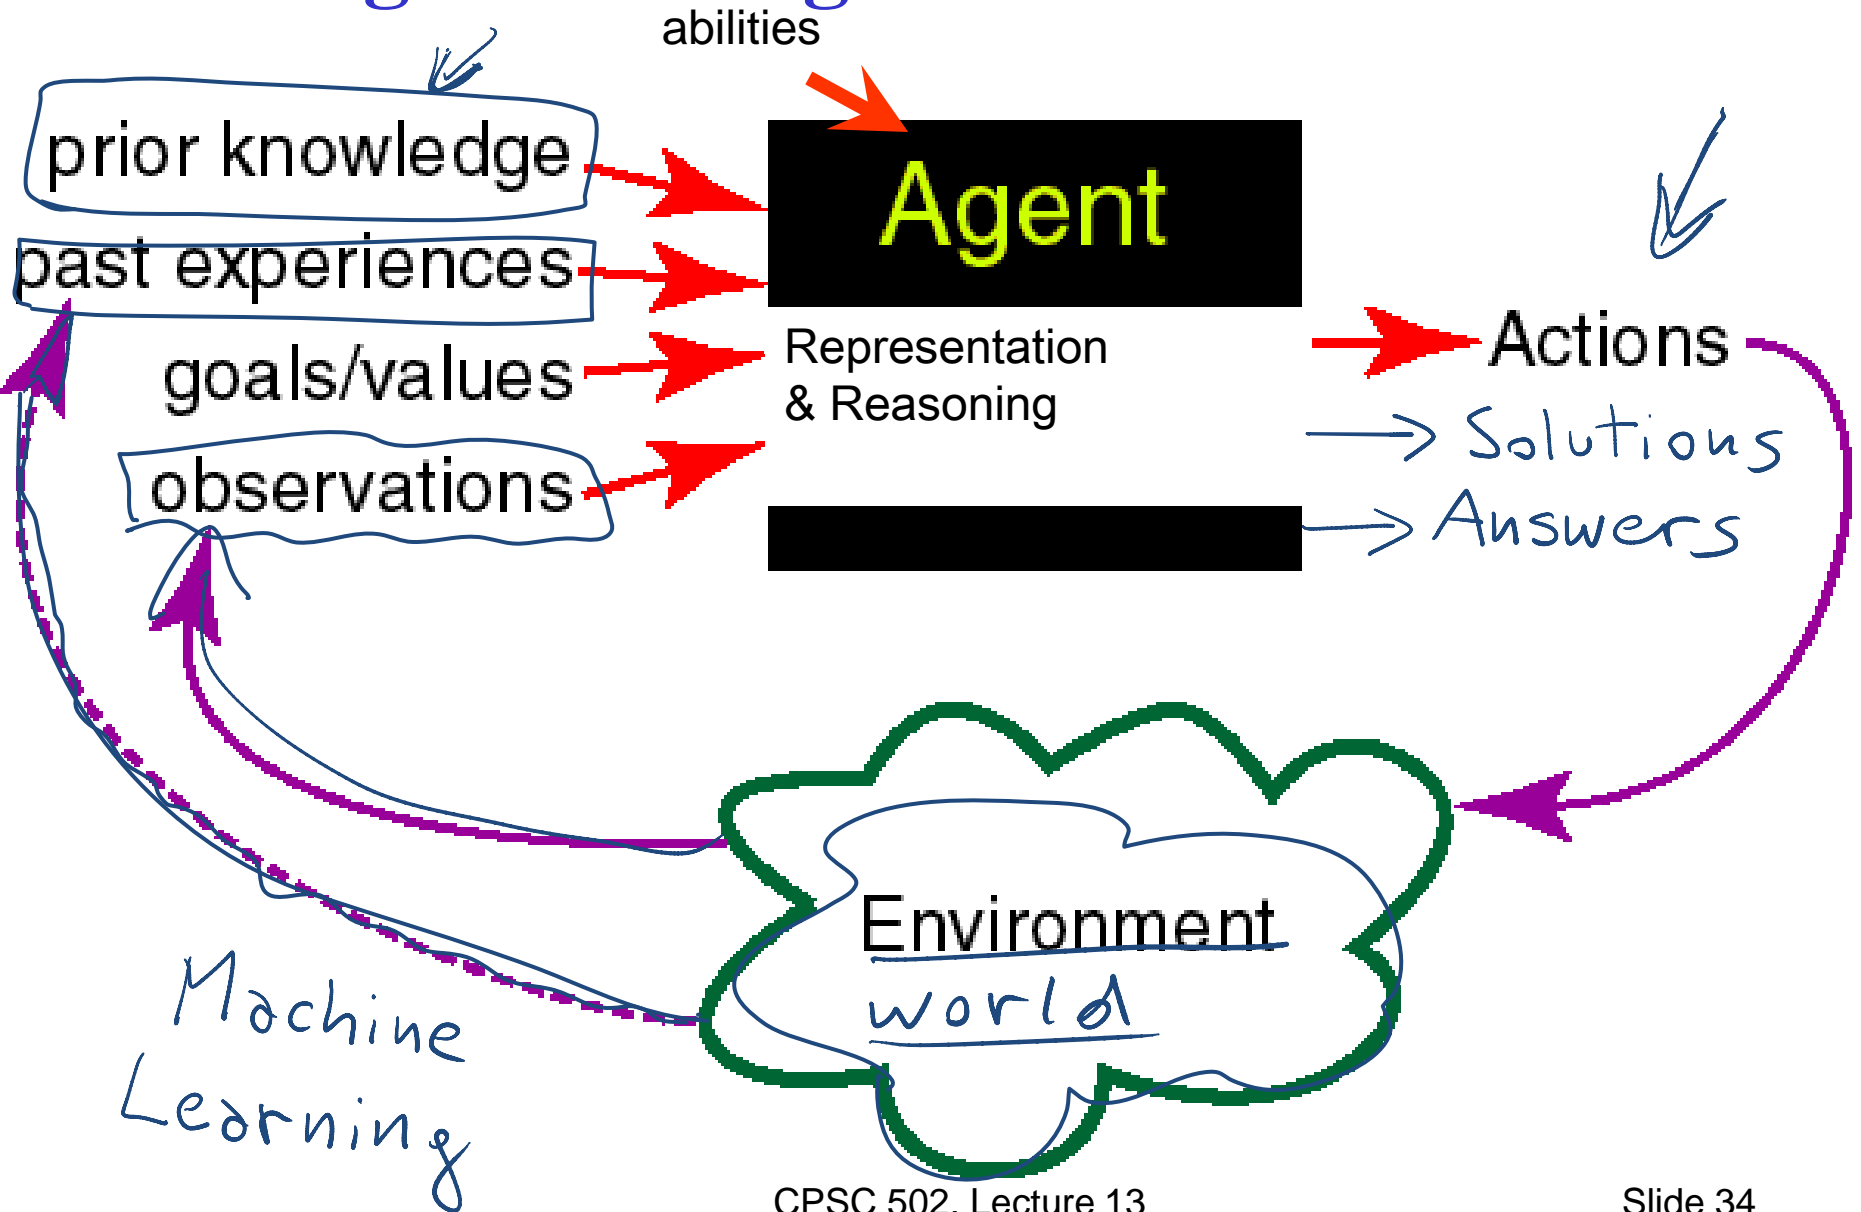 abilities
prior knowledge
past experiences
goals/values
observations
Agent
Representation
& Reasoning
Actions
Solutions
Answers
Environment
world
Machine
Learning
CPSC 502, Lecture 13
Slide 34